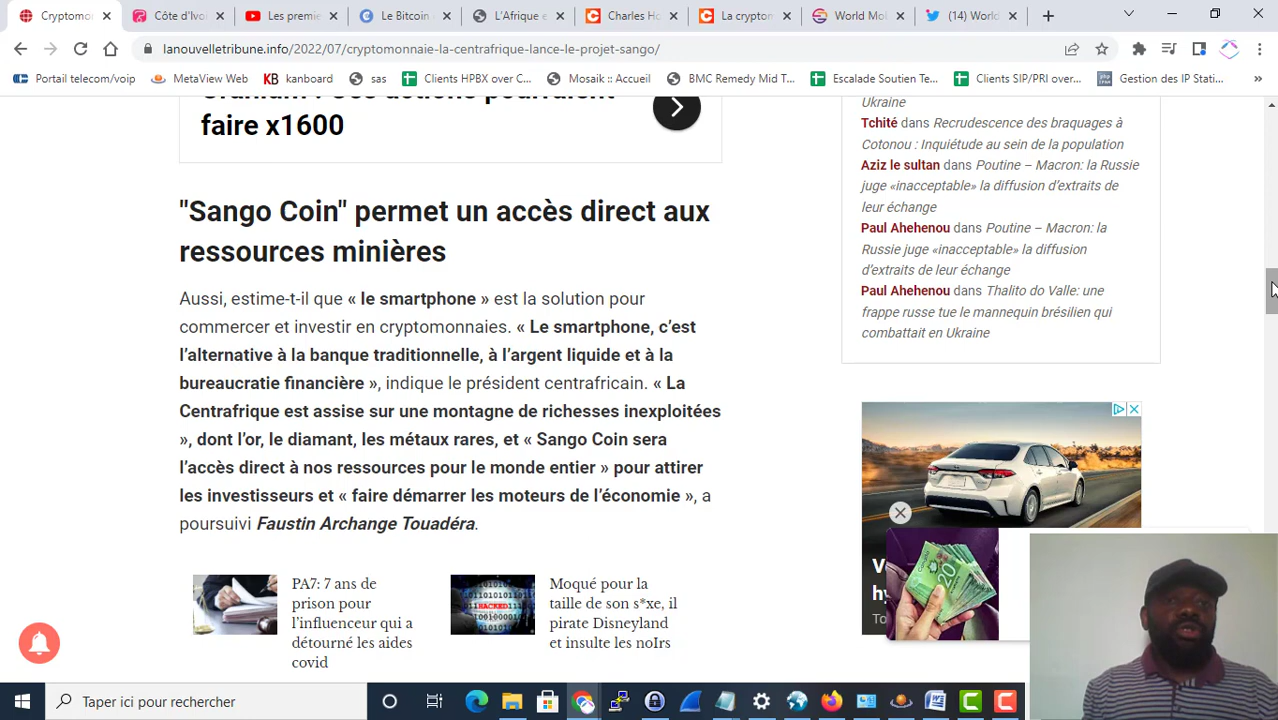 Cryptomo
Côte d'Ivoi
Les premie
Le Bitcoin
L'Afrique e
Charles Ho
La cryptom
World Mob
(14) World
lanouvelletribune.info/2022/07/cryptomonnaie-la-centrafrique-lance-le-projet-sango/
Portail telecom/voip
MetaView Web
KB kanboard
sas
Clients HPBX over C...
Mosaik :: Accueil
BMC Remedy Mid T...
Escalade Soutien Te...
Clients SIP/PRI over...
Gestion des IP Stati...
»
faire x1600
"Sango Coin" permet un accès direct aux
ressources minières
Aussi, estime-t-il que « le smartphone » est la solution pour
commercer et investir en cryptomonnaies. « Le smartphone, c'est
l'alternative à la banque traditionnelle, à l'argent liquide et à la
bureaucratie financière », indique le président centrafricain. « La
Centrafrique est assise sur une montagne de richesses inexploitées
», dont l'or, le diamant, les métaux rares, et « Sango Coin sera
l'accès direct à nos ressources pour le monde entier » pour attirer
les investisseurs et « faire démarrer les moteurs de l'économie », a
poursuivi Faustin Archange Touadéra.
PA7: 7 ans de
prison pour
l'influenceur qui a
détourné les aides
covid
HACKED
Moqué pour la
taille de son s*xe, il
pirate Disneyland
et insulte les noIrs
Ukraine
Tchité dans Recrudescence des braquages à
Cotonou : Inquiétude au sein de la population
Aziz le sultan dans Poutine – Macron: la Russie
juge «inacceptable» la diffusion d'extraits de
leur échange
Paul Ahehenou dans Poutine – Macron: la
Russie juge «inacceptable» la diffusion
d'extraits de leur échange
Paul Ahehenou dans Thalito do Valle: une
frappe russe tue le mannequin brésilien qui
combattait en Ukraine
20
Taper ici pour rechercher